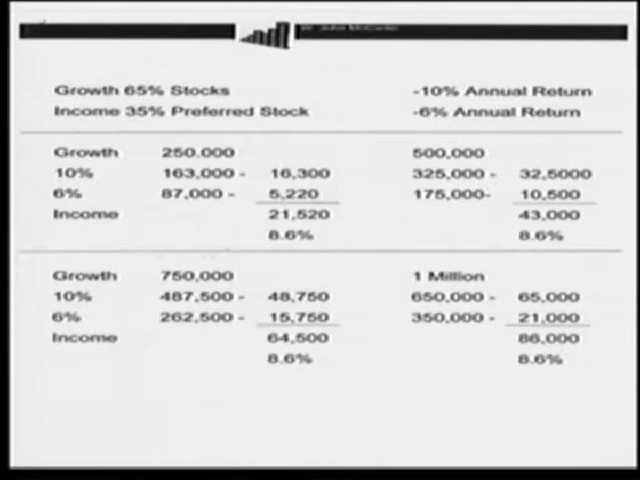 Growth 65% Stocks -10% Annual Return
Income 35% Preferred Stock -6% Annual Return
Growth 250.000 500,000
10% 163,000 - 16,300 325,000 - 32,5000
6% 87,000 - 5,220 175,000- 10,500
Income 21,520 43,000
8.6% 8.6%
Growth 750,000 1 Million
10% 487,500 - 48,750 650,000 - 65,000
6% 262,500 - 15,750 350,000 - 21,000
Income 64,500 86,000
8.6% 8.6%